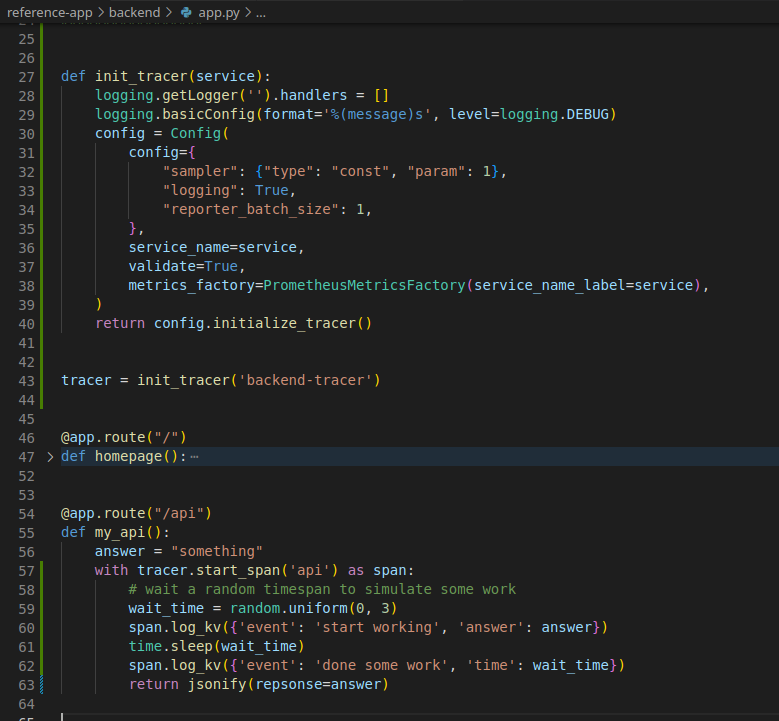 reference-app > backend > app.py > ...
25
26
27 def init_tracer(service):
28     logging.getLogger('').handlers = []
29     logging.basicConfig(format='%(message)s', level=logging.DEBUG)
30     config = Config(
31         config={
32             "sampler": {"type": "const", "param": 1},
33             "logging": True,
34             "reporter_batch_size": 1,
35         },
36         service_name=service,
37         validate=True,
38         metrics_factory=PrometheusMetricsFactory(service_name_label=service),
39     )
40     return config.initialize_tracer()
41
42
43 tracer = init_tracer('backend-tracer')
44
45
46 @app.route("/")
47 > def homepage():⋯
52
53
54 @app.route("/api")
55 def my_api():
56     answer = "something"
57     with tracer.start_span('api') as span:
58         # wait a random timespan to simulate some work
59         wait_time = random.uniform(0, 3)
60         span.log_kv({'event': 'start working', 'answer': answer})
61         time.sleep(wait_time)
62         span.log_kv({'event': 'done some work', 'time': wait_time})
63         return jsonify(repsonse=answer)
64